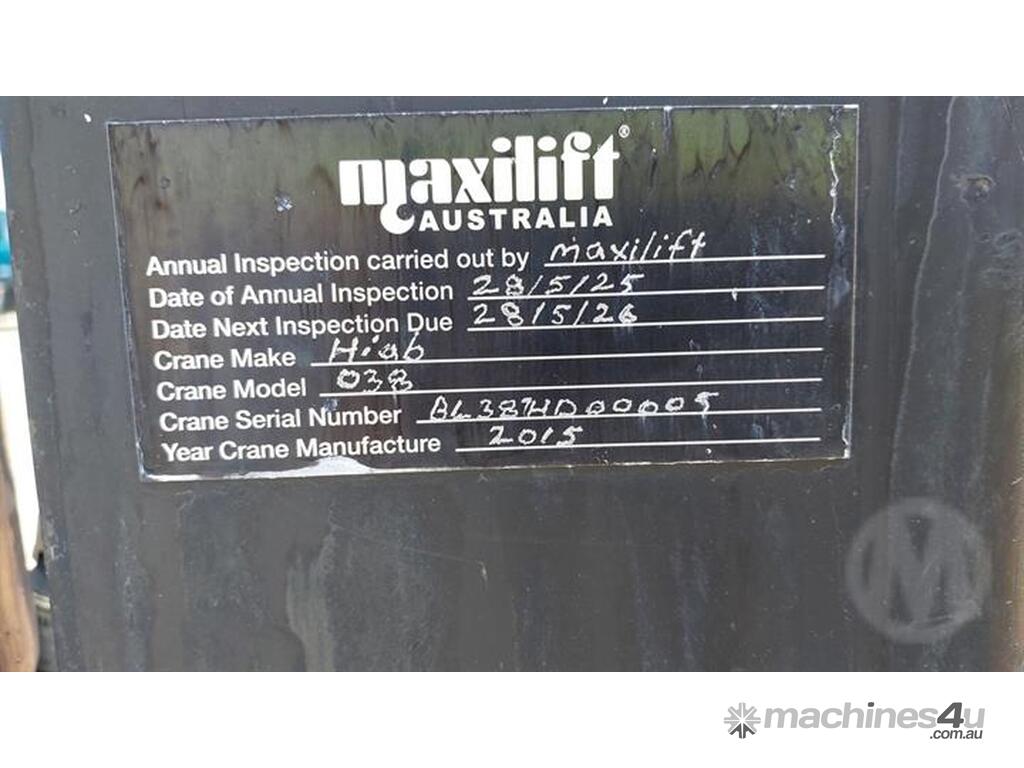 maxilift®
AUSTRALIA
Annual Inspection carried out by maxilift
Date of Annual Inspection 28/5/25
Date Next Inspection Due 28/5/26
Crane Make Hiab
Crane Model 038
Crane Serial Number BL387HD00005
Year Crane Manufacture 2015
M
machines4u
.com.au